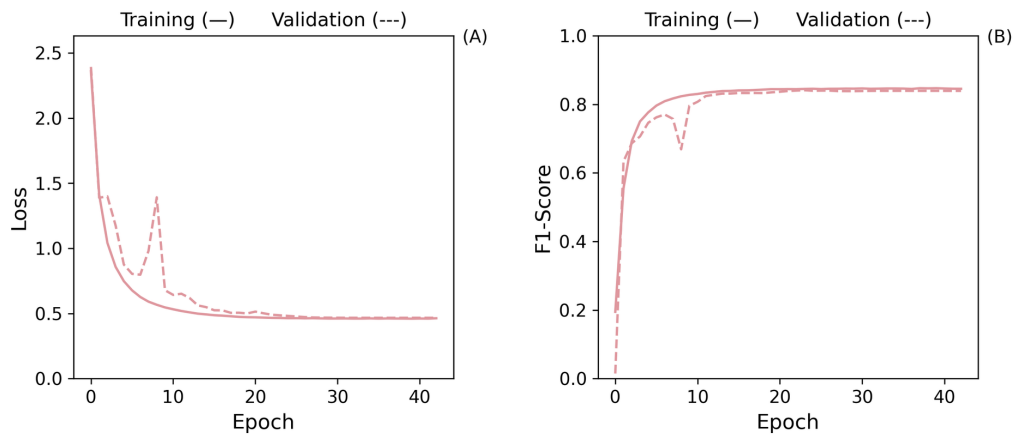 Training (—) Validation (---)
(A)
2.5
2.0
1.5
1.0
0.5
0.0
Loss
0 10 20 30 40
Epoch
Training (—) Validation (---)
(B)
1.0
0.8
0.6
0.4
0.2
0.0
F1-Score
0 10 20 30 40
Epoch